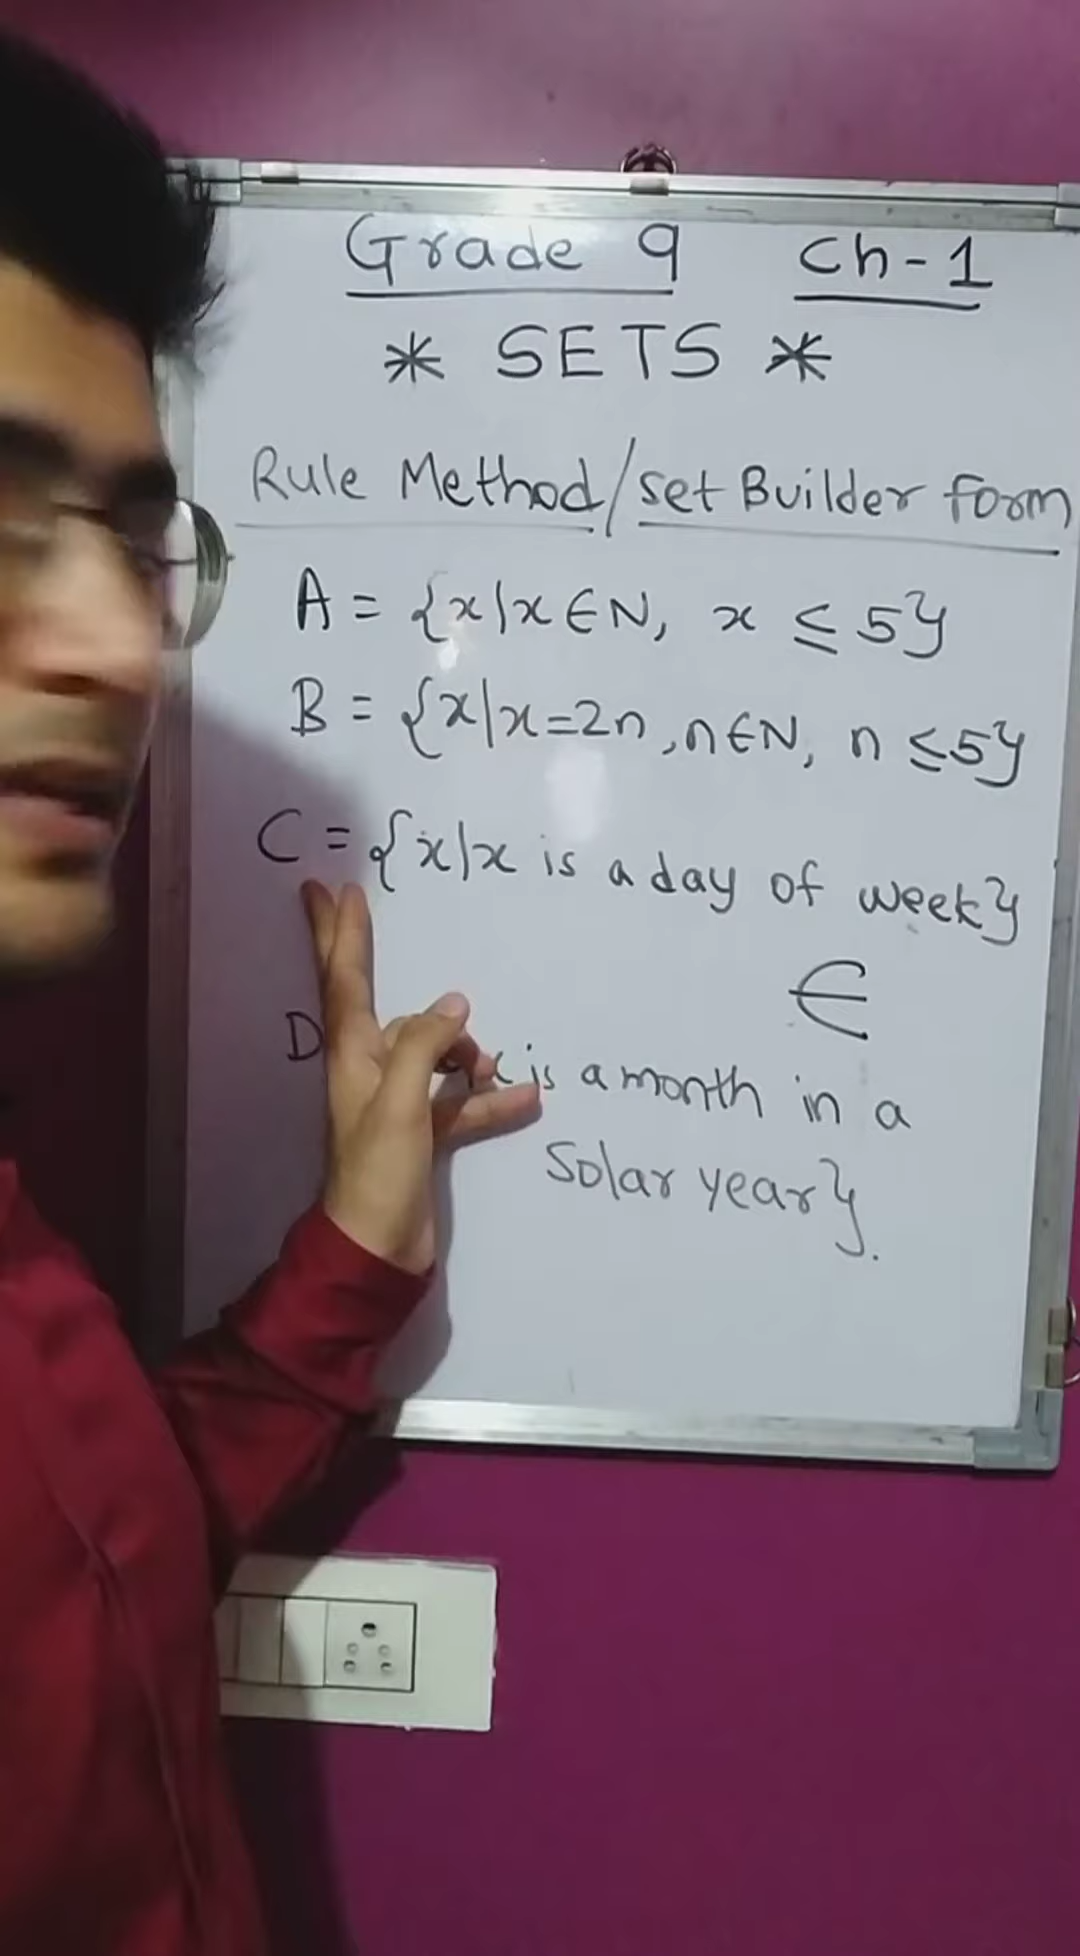 Grade 9 Ch-1
* SETS *
Rule Method/set Builder form
A = {x|x∈N, x ≤ 5}
B = {x|x=2n, n∈N, n ≤5}
C = {x|x is a day of week}
∈
D x is a month in a
Solar year}.